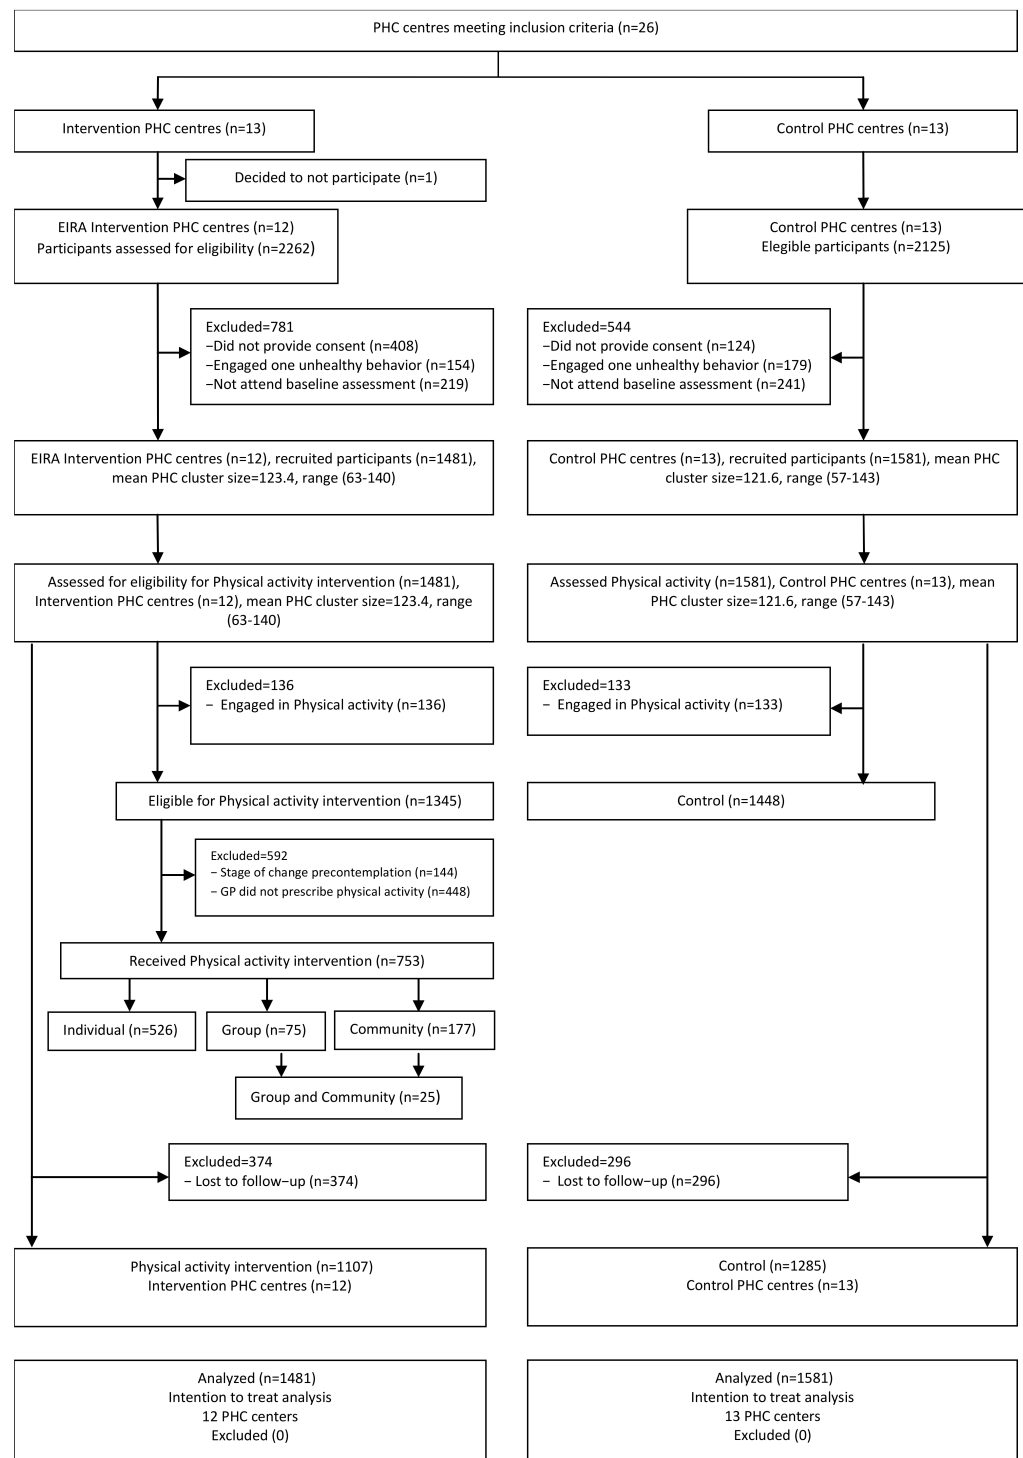 PHC centres meeting inclusion criteria (n=26)
Intervention PHC centres (n=13)
Control PHC centres (n=13)
Decided to not participate (n=1)
EIRA Intervention PHC centres (n=12)
Participants assessed for eligibility (n=2262)
Control PHC centres (n=13)
Elegible participants (n=2125)
Excluded=781
−Did not provide consent (n=408)
−Engaged one unhealthy behavior (n=154)
−Not attend baseline assessment (n=219)
Excluded=544
−Did not provide consent (n=124)
−Engaged one unhealthy behavior (n=179)
−Not attend baseline assessment (n=241)
EIRA Intervention PHC centres (n=12), recruited participants (n=1481),
mean PHC cluster size=123.4, range (63-140)
Control PHC centres (n=13), recruited participants (n=1581), mean PHC
cluster size=121.6, range (57-143)
Assessed for eligibility for Physical activity intervention (n=1481),
Intervention PHC centres (n=12), mean PHC cluster size=123.4, range
(63-140)
Assessed Physical activity (n=1581), Control PHC centres (n=13), mean
PHC cluster size=121.6, range (57-143)
Excluded=136
− Engaged in Physical activity (n=136)
Excluded=133
− Engaged in Physical activity (n=133)
Eligible for Physical activity intervention (n=1345)
Control (n=1448)
Excluded=592
− Stage of change precontemplation (n=144)
− GP did not prescribe physical activity (n=448)
Received Physical activity intervention (n=753)
Individual (n=526)
Group (n=75)
Community (n=177)
Group and Community (n=25)
Excluded=374
− Lost to follow−up (n=374)
Excluded=296
− Lost to follow−up (n=296)
Physical activity intervention (n=1107)
Intervention PHC centres (n=12)
Control (n=1285)
Control PHC centres (n=13)
Analyzed (n=1481)
Intention to treat analysis
12 PHC centers
Excluded (0)
Analyzed (n=1581)
Intention to treat analysis
13 PHC centers
Excluded (0)